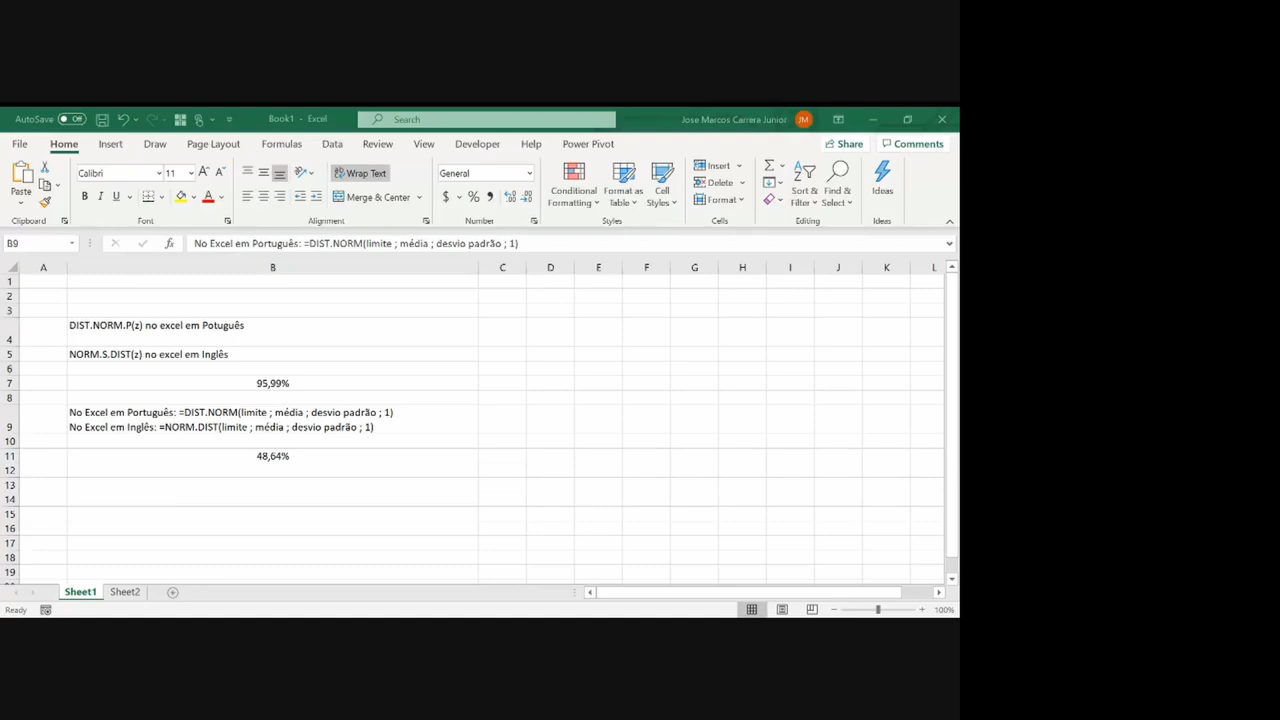 AutoSave Off Book1 - Excel Search Jose Marcos Carrera Junior JM
File Home Insert Draw Page Layout Formulas Data Review View Developer Help Power Pivot Share Comments
Paste Calibri 11 A A Wrap Text General Conditional Formatting Format as Table Cell Styles Insert Delete Format Sort & Filter Find & Select Ideas
B I U A Merge & Center $ % 9
Clipboard Font Alignment Number Styles Cells Editing Ideas
B9 fx No Excel em Português: =DIST.NORM(limite ; média ; desvio padrão ; 1)
A B C D E F G H I J K L
1
2
3
4 DIST.NORM.P(z) no excel em Potuguês
5 NORM.S.DIST(z) no excel em Inglês
6
7 95,99%
8
No Excel em Português: =DIST.NORM(limite ; média ; desvio padrão ; 1)
9 No Excel em Inglês: =NORM.DIST(limite ; média ; desvio padrão ; 1)
10
11 48,64%
12
13
14
15
16
17
18
19
Sheet1 Sheet2
Ready 100%